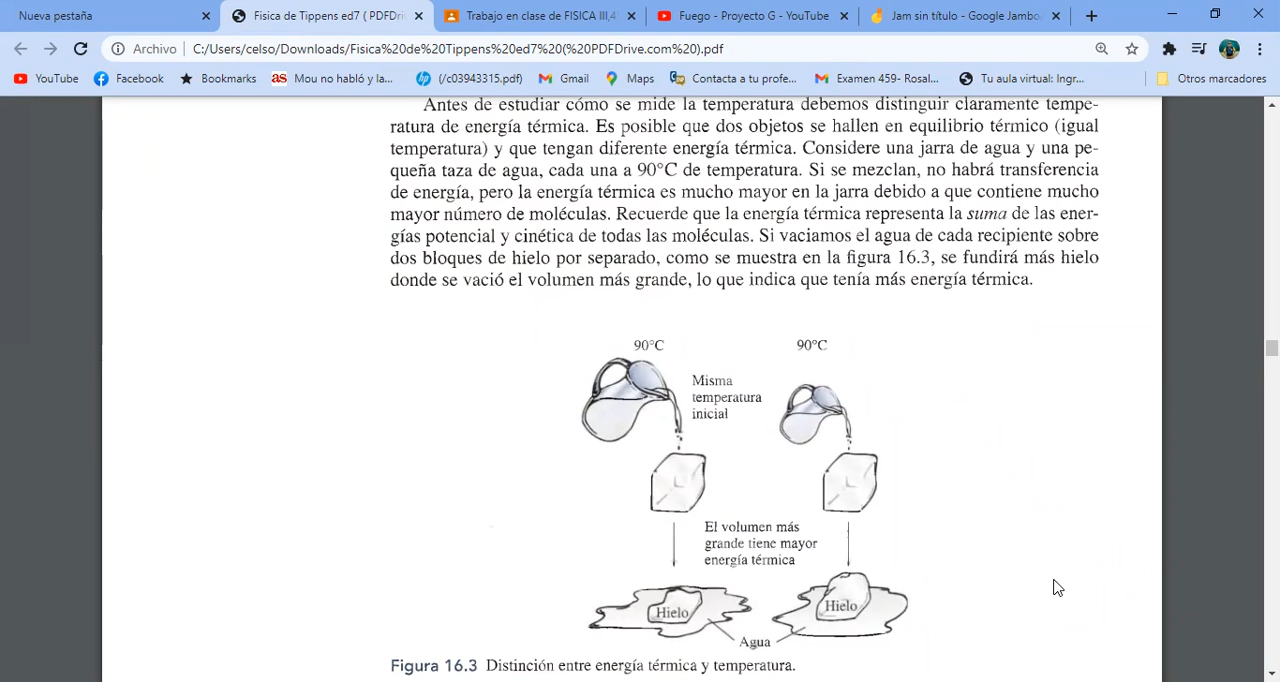 Nueva pestaña
Fisica de Tippens ed7 ( PDFDri
Trabajo en clase de FISICA III,4
Fuego - Proyecto G - YouTube
Jam sin título - Google Jambo
Archivo
C:/Users/celso/Downloads/Fisica%20de%20Tippens%20ed7%20(%20PDFDrive.com%20).pdf
YouTube
Facebook
Bookmarks
Mou no habló y la...
(/c03943315.pdf)
Gmail
Maps
Contacta a tu profe...
Examen 459- Rosal...
Tu aula virtual: Ingr...
Otros marcadores
Antes de estudiar cómo se mide la temperatura debemos distinguir claramente tempe-
ratura de energía térmica. Es posible que dos objetos se hallen en equilibrio térmico (igual
temperatura) y que tengan diferente energía térmica. Considere una jarra de agua y una pe-
queña taza de agua, cada una a 90°C de temperatura. Si se mezclan, no habrá transferencia
de energía, pero la energía térmica es mucho mayor en la jarra debido a que contiene mucho
mayor número de moléculas. Recuerde que la energía térmica representa la suma de las ener-
gías potencial y cinética de todas las moléculas. Si vaciamos el agua de cada recipiente sobre
dos bloques de hielo por separado, como se muestra en la figura 16.3, se fundirá más hielo
donde se vació el volumen más grande, lo que indica que tenía más energía térmica.
90°C
90°C
Misma
temperatura
inicial
El volumen más
grande tiene mayor
energía térmica
Hielo
Hielo
Agua
Figura 16.3 Distinción entre energía térmica y temperatura.